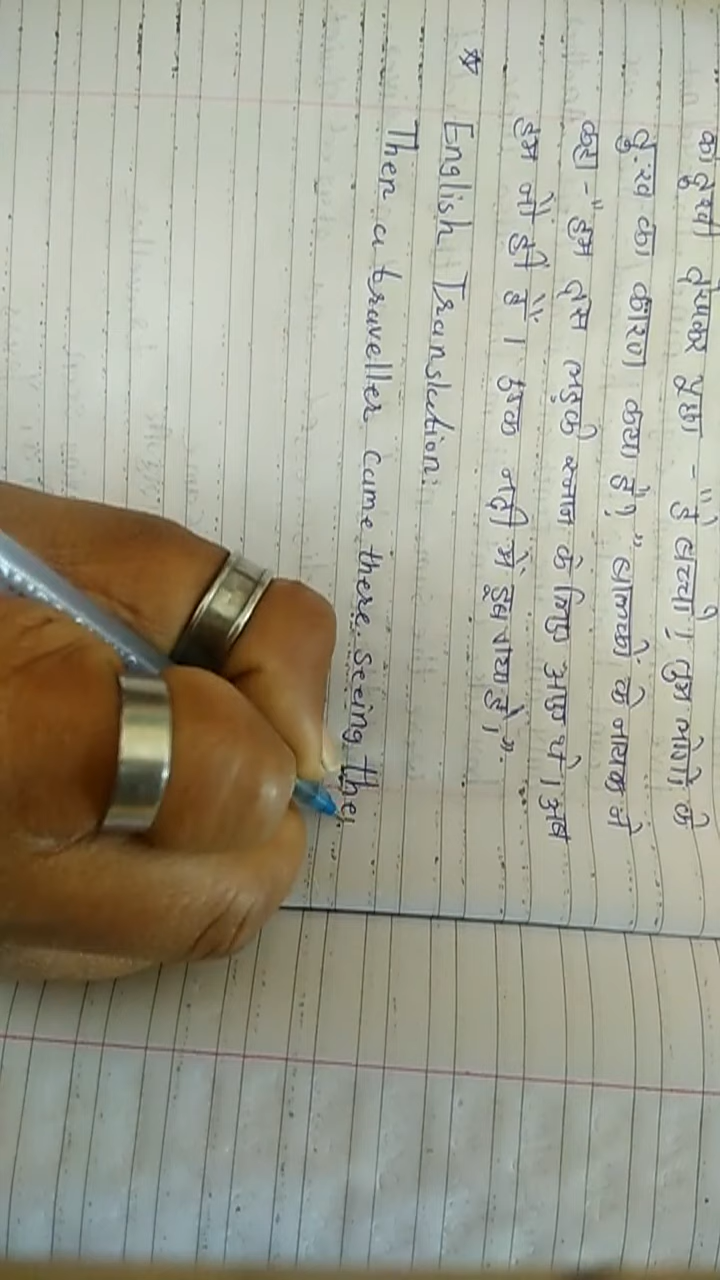 दुखी देखकर पूछा - "हे बच्चों! तुम लोगों के
दुःख का कारण क्या है?" बालकों के नायक ने
कहा - "हम दस लड़के स्नान के लिए आए थे। अब
हम नौ ही हैं। एक नदी में डूब गया है,".
☆ English Translation:
Then a traveller came there. Seeing the